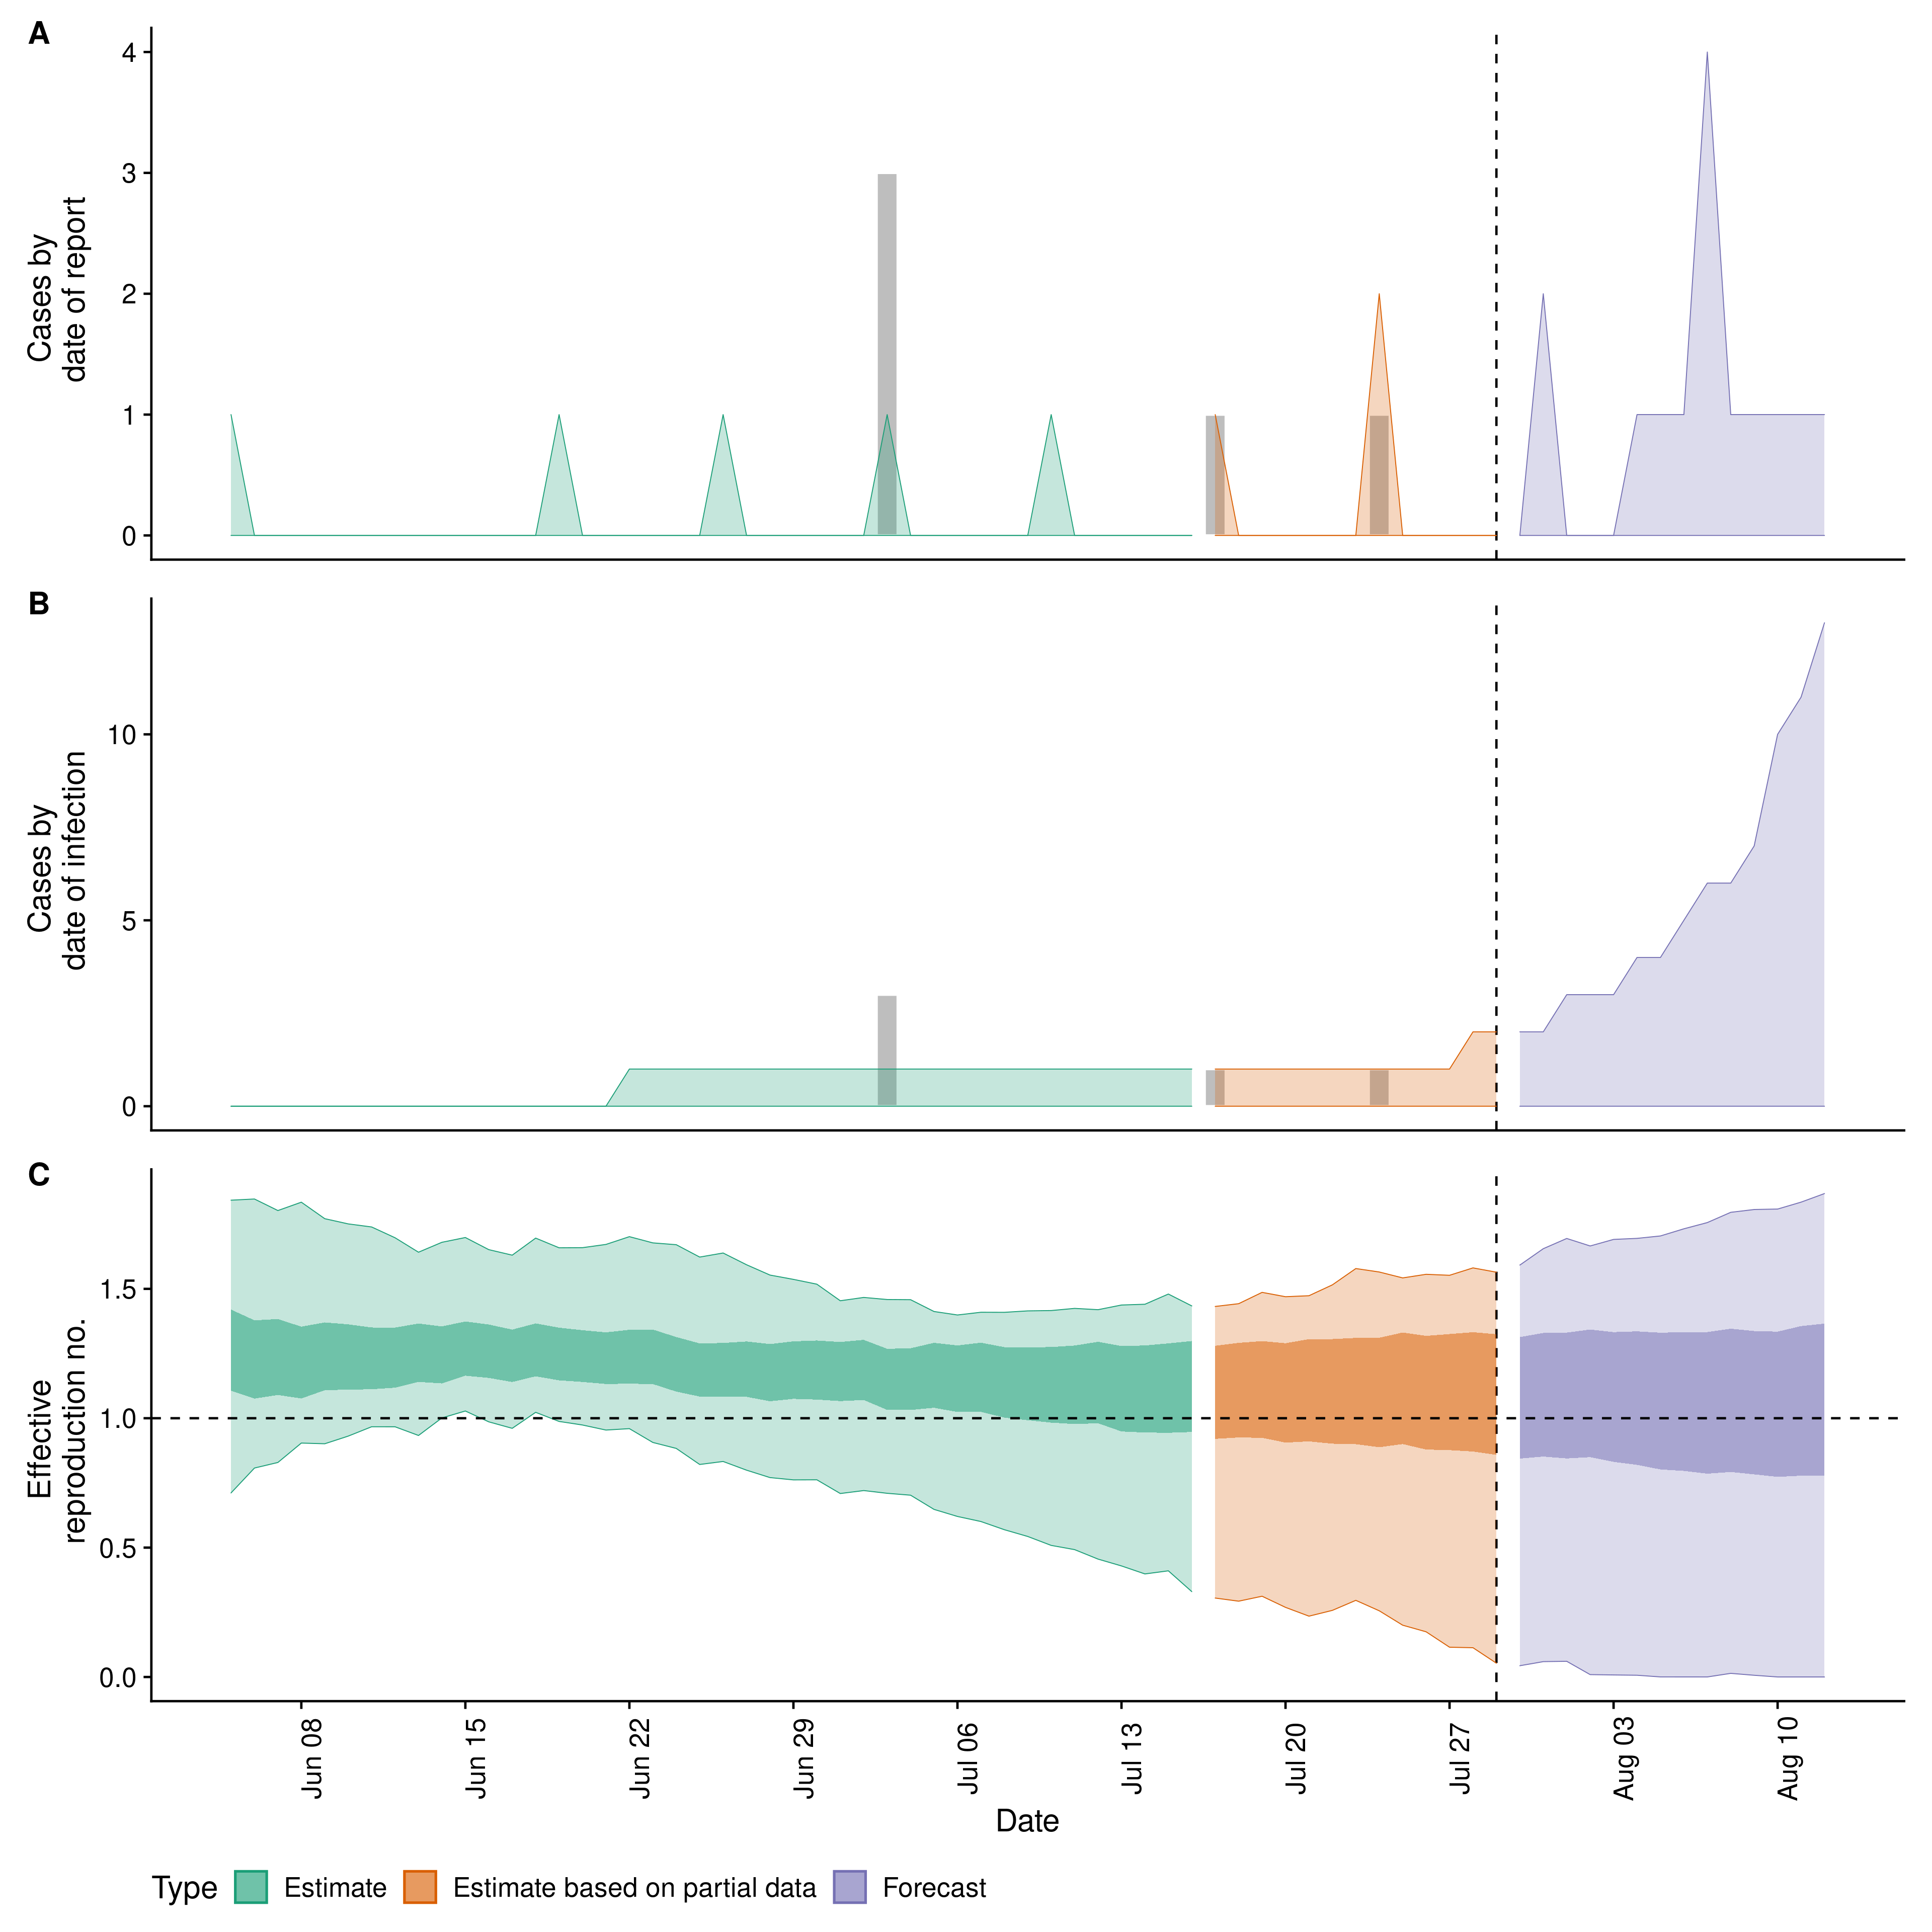 A
4
3
2
1
0
Cases by
date of report
B
10
5
0
Cases by
date of infection
C
1.5
1.0
0.5
0.0
Effective
reproduction no.
Jun 08
Jun 15
Jun 22
Jun 29
Jul 06
Jul 13
Jul 20
Jul 27
Aug 03
Aug 10
Date
Type Estimate Estimate based on partial data Forecast